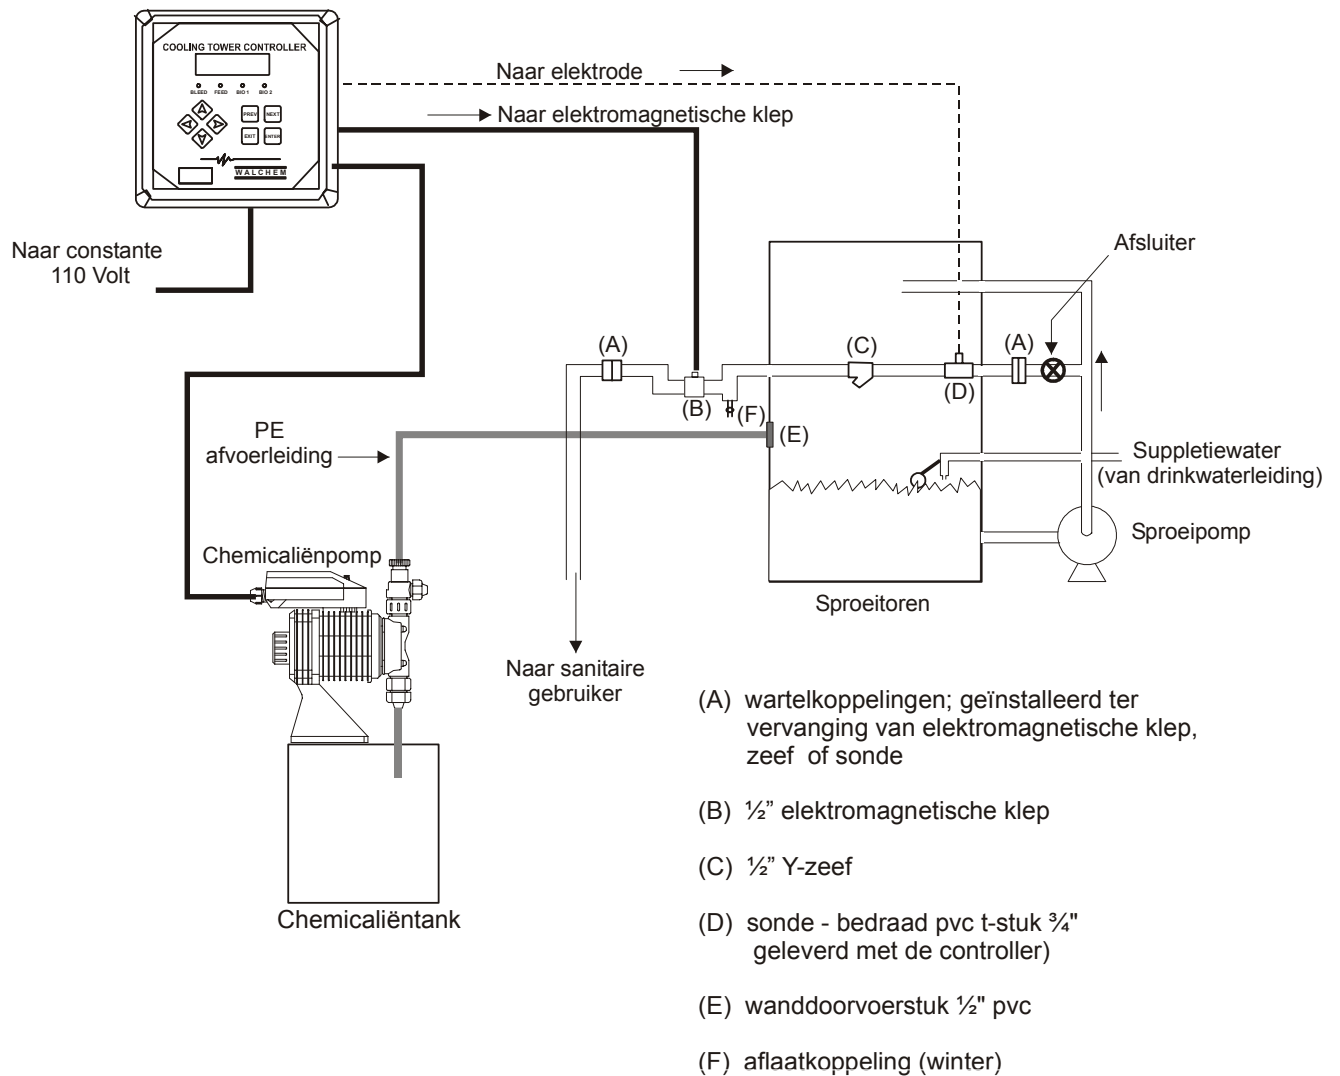 COOLING TOWER CONTROLLER
BLEED FEED BIO 1 BIO 2
PREV NEXT
EXIT ENTER
WALCHEM
Naar elektrode
Naar elektromagnetische klep
Naar constante
110 Volt
Afsluiter
(A)
(C)
(A)
(B)
(F)
(D)
(E)
PE
afvoerleiding
Suppletiewater
(van drinkwaterleiding)
Sproeipomp
Chemicaliënpomp
Sproeitoren
Naar sanitaire
gebruiker
Chemicaliëntank
(A) wartelkoppelingen; geïnstalleerd ter
vervanging van elektromagnetische klep,
zeef of sonde
(B) ½” elektromagnetische klep
(C) ½” Y-zeef
(D) sonde - bedraad pvc t-stuk ¾"
geleverd met de controller)
(E) wanddoorvoerstuk ½" pvc
(F) aflaatkoppeling (winter)